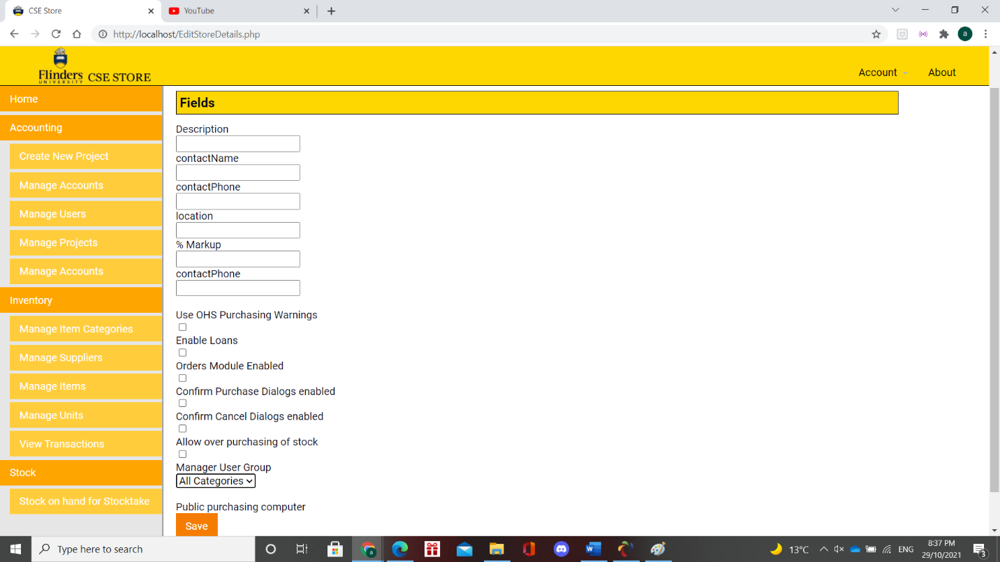 CSE Store
YouTube
http://localhost/EditStoreDetails.php
a
Flinders
UNIVERSITY
CSE STORE
Account
About
Home
Accounting
Create New Project
Manage Accounts
Manage Users
Manage Projects
Manage Accounts
Inventory
Manage Item Categories
Manage Suppliers
Manage Items
Manage Units
View Transactions
Stock
Stock on hand for Stocktake
Fields
Description
contactName
contactPhone
location
% Markup
contactPhone
Use OHS Purchasing Warnings
Enable Loans
Orders Module Enabled
Confirm Purchase Dialogs enabled
Confirm Cancel Dialogs enabled
Allow over purchasing of stock
Manager User Group
All Categories
Public purchasing computer
Save
Type here to search
13°C
ENG
8:37 PM
29/10/2021
3